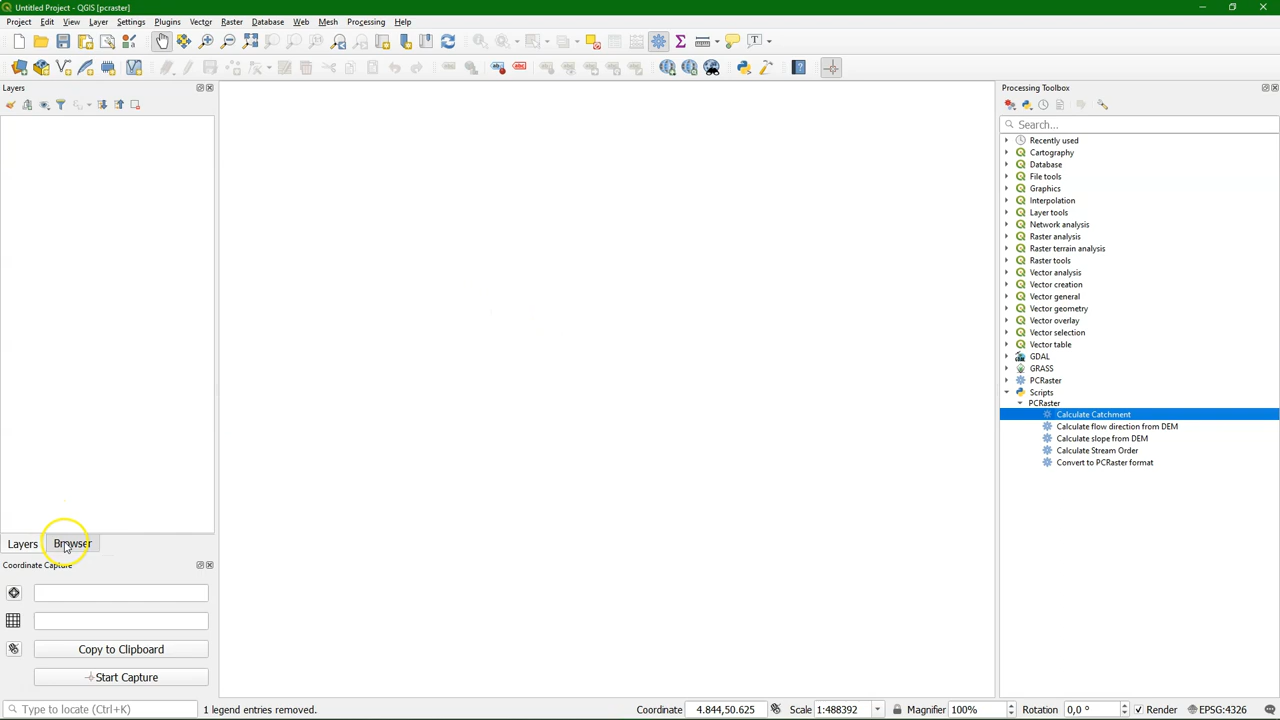 Untitled Project - QGIS [pcraster]
Project Edit View Layer Settings Plugins Vector Raster Database Web Mesh Processing Help
Layers
Processing Toolbox
Search...
Recently used
Cartography
Database
File tools
Graphics
Interpolation
Layer tools
Network analysis
Raster analysis
Raster terrain analysis
Raster tools
Vector analysis
Vector creation
Vector general
Vector geometry
Vector overlay
Vector selection
Vector table
GDAL
GRASS
PCRaster
Scripts
PCRaster
Calculate Catchment
Calculate flow direction from DEM
Calculate slope from DEM
Calculate Stream Order
Convert to PCRaster format
Layers Browser
Coordinate Capture
Copy to Clipboard
Start Capture
Type to locate (Ctrl+K) 1 legend entries removed. Coordinate 4.844,50.625 Scale 1:488392 Magnifier 100% Rotation 0,0 ° Render EPSG:4326